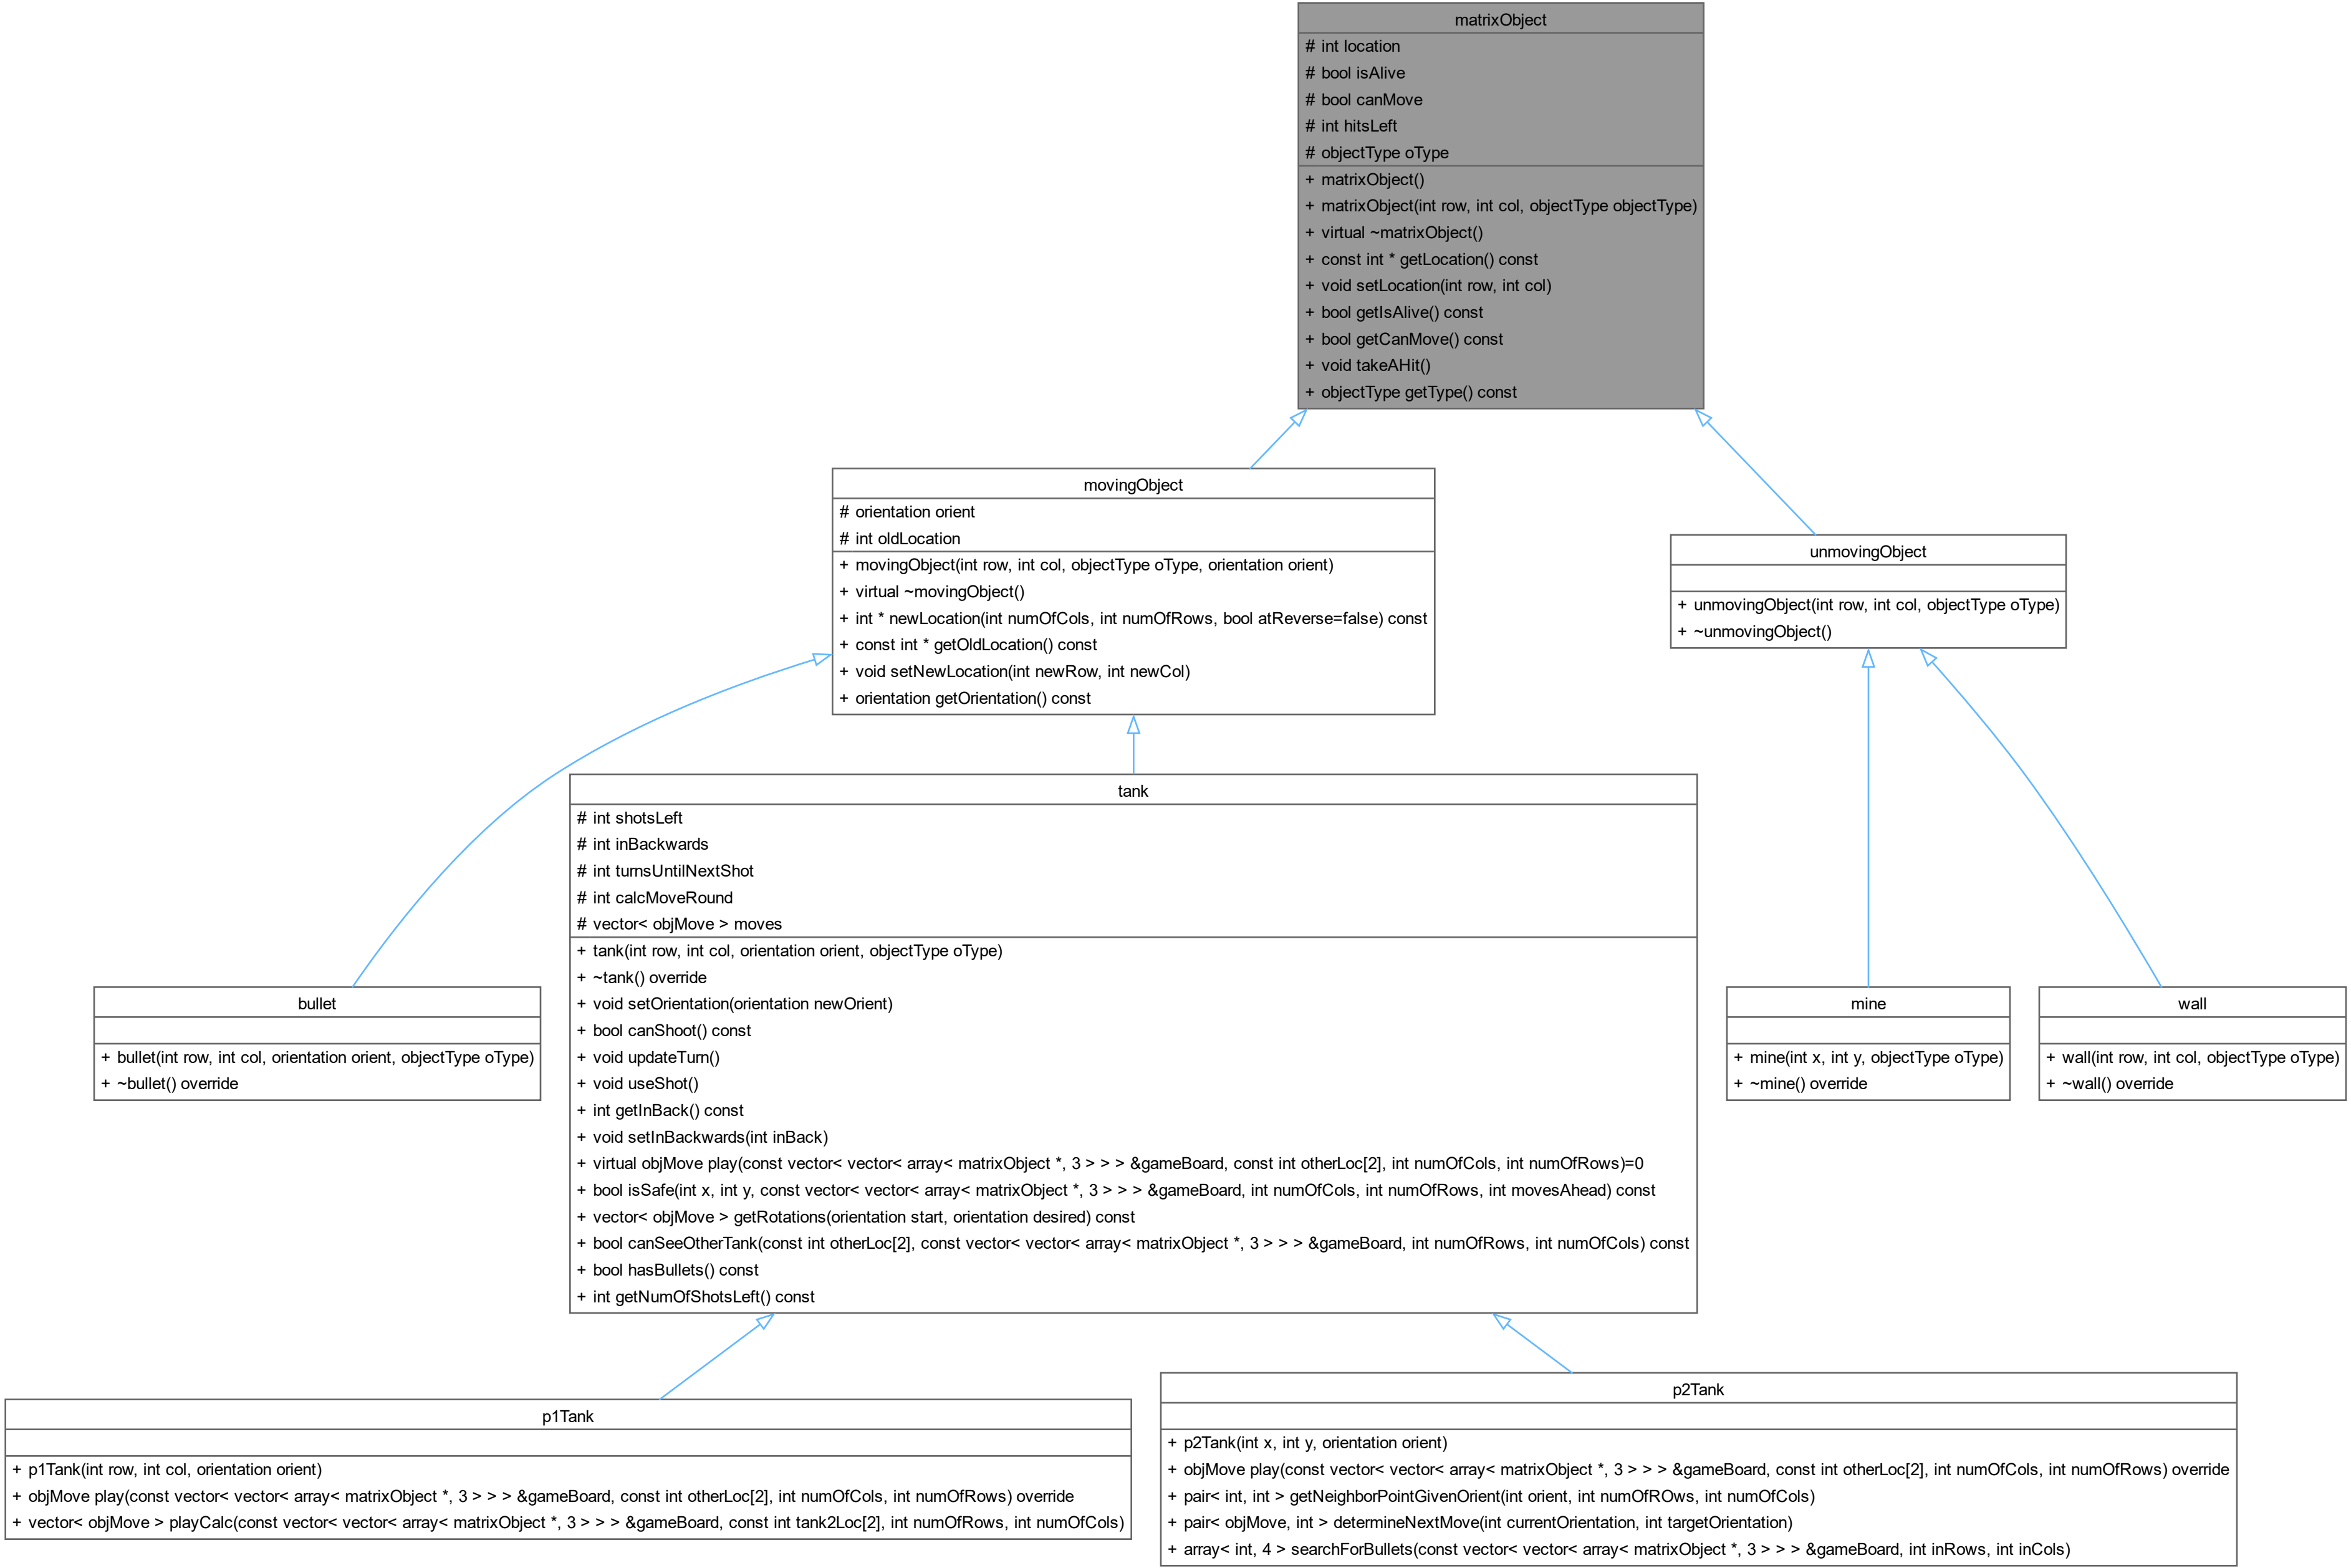 matrixObject
# int location
# bool isAlive
# bool canMove
# int hitsLeft
# objectType oType
+ matrixObject()
+ matrixObject(int row, int col, objectType objectType)
+ virtual ~matrixObject()
+ const int * getLocation() const
+ void setLocation(int row, int col)
+ bool getIsAlive() const
+ bool getCanMove() const
+ void takeAHit()
+ objectType getType() const
movingObject
# orientation orient
# int oldLocation
+ movingObject(int row, int col, objectType oType, orientation orient)
+ virtual ~movingObject()
+ int * newLocation(int numOfCols, int numOfRows, bool atReverse=false) const
+ const int * getOldLocation() const
+ void setNewLocation(int newRow, int newCol)
+ orientation getOrientation() const
unmovingObject
+ unmovingObject(int row, int col, objectType oType)
+ ~unmovingObject()
bullet
+ bullet(int row, int col, orientation orient, objectType oType)
+ ~bullet() override
tank
# int shotsLeft
# int inBackwards
# int turnsUntilNextShot
# int calcMoveRound
# vector< objMove > moves
+ tank(int row, int col, orientation orient, objectType oType)
+ ~tank() override
+ void setOrientation(orientation newOrient)
+ bool canShoot() const
+ void updateTurn()
+ void useShot()
+ int getInBack() const
+ void setInBackwards(int inBack)
+ virtual objMove play(const vector< vector< array< matrixObject *, 3 > > > &gameBoard, const int otherLoc[2], int numOfCols, int numOfRows)=0
+ bool isSafe(int x, int y, const vector< vector< array< matrixObject *, 3 > > > &gameBoard, int numOfCols, int numOfRows, int movesAhead) const
+ vector< objMove > getRotations(orientation start, orientation desired) const
+ bool canSeeOtherTank(const int otherLoc[2], const vector< vector< array< matrixObject *, 3 > > > &gameBoard, int numOfRows, int numOfCols) const
+ bool hasBullets() const
+ int getNumOfShotsLeft() const
mine
+ mine(int x, int y, objectType oType)
+ ~mine() override
wall
+ wall(int row, int col, objectType oType)
+ ~wall() override
p1Tank
+ p1Tank(int row, int col, orientation orient)
+ objMove play(const vector< vector< array< matrixObject *, 3 > > > &gameBoard, const int otherLoc[2], int numOfCols, int numOfRows) override
+ vector< objMove > playCalc(const vector< vector< array< matrixObject *, 3 > > > &gameBoard, const int tank2Loc[2], int numOfRows, int numOfCols)
p2Tank
+ p2Tank(int x, int y, orientation orient)
+ objMove play(const vector< vector< array< matrixObject *, 3 > > > &gameBoard, const int otherLoc[2], int numOfCols, int numOfRows) override
+ pair< int, int > getNeighborPointGivenOrient(int orient, int numOfROws, int numOfCols)
+ pair< objMove, int > determineNextMove(int currentOrientation, int targetOrientation)
+ array< int, 4 > searchForBullets(const vector< vector< array< matrixObject *, 3 > > > &gameBoard, int inRows, int inCols)